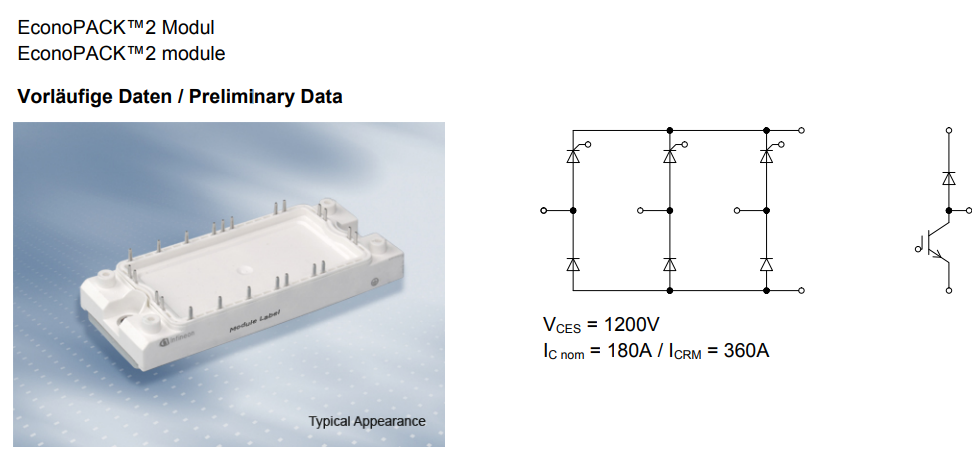 EconoPACK™2 Modul
EconoPACK™2 module
Vorläufige Daten / Preliminary Data
Infineon
Module Label
Typical Appearance
VCES = 1200V
IC nom = 180A / ICRM = 360A